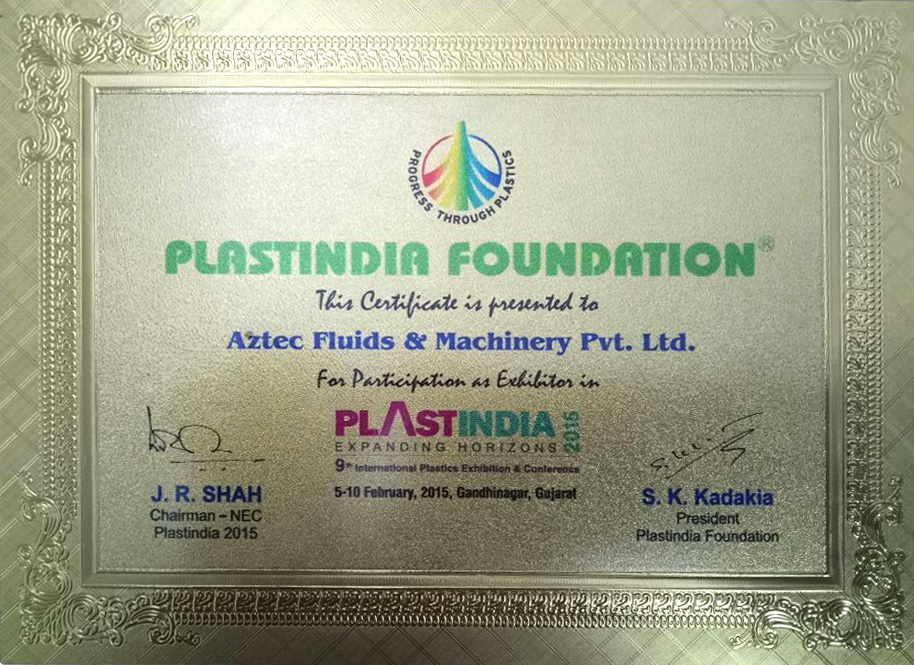 PROGRESS THROUGH PLASTICS
PLASTINDIA FOUNDATION®
This Certificate is presented to
Aztec Fluids & Machinery Pvt. Ltd.
For Participation as Exhibitor in
PLASTINDIA 2015
EXPANDING HORIZONS
9th International Plastics Exhibition & Conference
5-10 February, 2015, Gandhinagar, Gujarat
J. R. SHAH
Chairman – NEC
Plastindia 2015
S. K. Kadakia
President
Plastindia Foundation